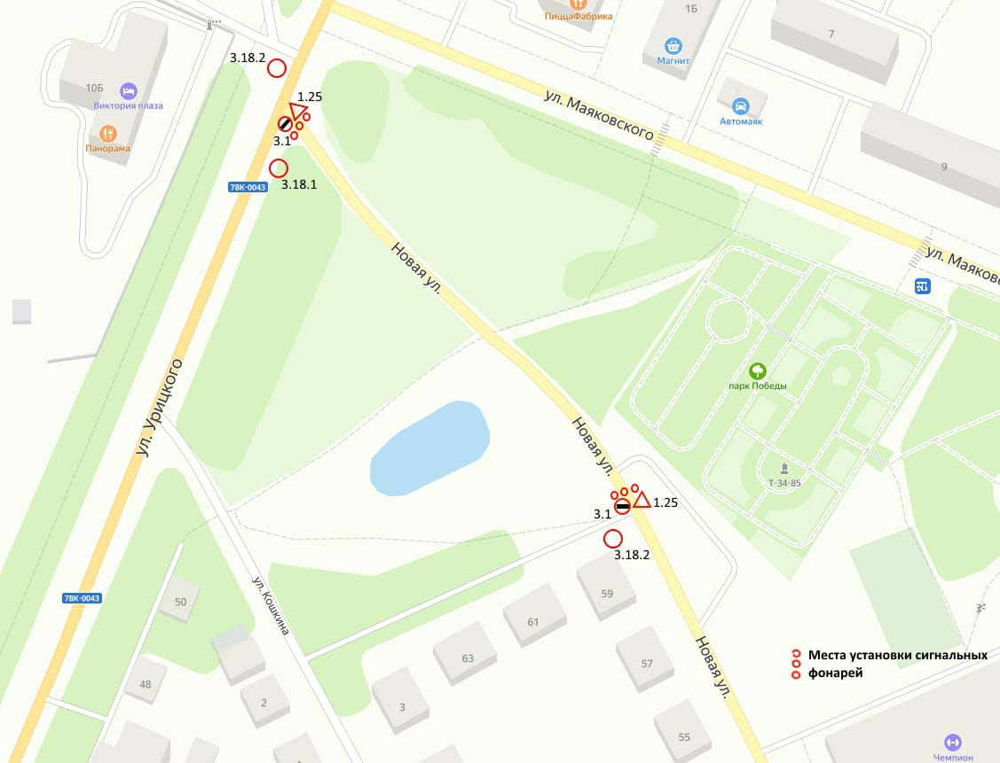 1Б
ПиццаФабрика
7
Магнит
3.18.2
10Б
Виктория плаза
1.25
ул. Маяковского
Автомаяк
Панорама
3.1
9
78К-0043
3.18.1
Новая ул.
ул. Маяковс
ул. Урицкого
парк Победы
Новая ул.
Т-34-85
3.1
1.25
3.18.2
78К-0043
50
ул. Кошкина
59
61
63
57
Новая ул.
Места установки сигнальных
фонарей
48
2
3
55
Чемпион